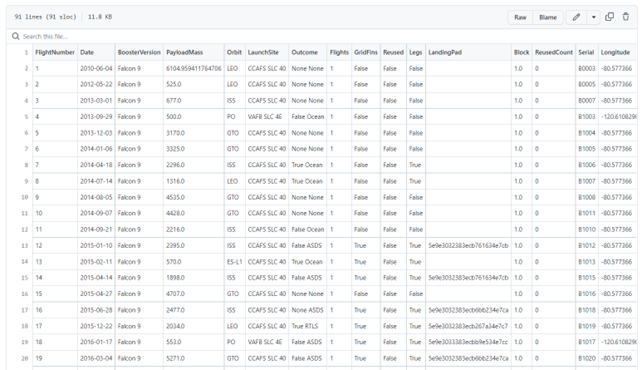 91 lines (91 sloc) 11.8 KB Raw Blame
Search this file...
1 FlightNumber Date BoosterVersion PayloadMass Orbit LaunchSite Outcome Flights GridFins Reused Legs LandingPad Block ReusedCount Serial Longitude
2 1 2010-06-04 Falcon 9 6104.959411764706 LEO CCAFS SLC 40 None None 1 False False False 1.0 0 B0003 -80.577366
3 2 2012-05-22 Falcon 9 525.0 LEO CCAFS SLC 40 None None 1 False False False 1.0 0 B0005 -80.577366
4 3 2013-03-01 Falcon 9 677.0 ISS CCAFS SLC 40 None None 1 False False False 1.0 0 B0007 -80.577366
5 4 2013-09-29 Falcon 9 500.0 PO VAFB SLC 4E False Ocean 1 False False False 1.0 0 B1003 -120.6108290
6 5 2013-12-03 Falcon 9 3170.0 GTO CCAFS SLC 40 None None 1 False False False 1.0 0 B1004 -80.577366
7 6 2014-01-06 Falcon 9 3325.0 GTO CCAFS SLC 40 None None 1 False False False 1.0 0 B1005 -80.577366
8 7 2014-04-18 Falcon 9 2296.0 ISS CCAFS SLC 40 True Ocean 1 False False True 1.0 0 B1006 -80.577366
9 8 2014-07-14 Falcon 9 1316.0 LEO CCAFS SLC 40 True Ocean 1 False False True 1.0 0 B1007 -80.577366
10 9 2014-08-05 Falcon 9 4535.0 GTO CCAFS SLC 40 None None 1 False False False 1.0 0 B1008 -80.577366
11 10 2014-09-07 Falcon 9 4428.0 GTO CCAFS SLC 40 None None 1 False False False 1.0 0 B1011 -80.577366
12 11 2014-09-21 Falcon 9 2216.0 ISS CCAFS SLC 40 False Ocean 1 False False False 1.0 0 B1010 -80.577366
13 12 2015-01-10 Falcon 9 2395.0 ISS CCAFS SLC 40 False ASDS 1 True False True 5e9e3032383ecb761634e7cb 1.0 0 B1012 -80.577366
14 13 2015-02-11 Falcon 9 570.0 ES-L1 CCAFS SLC 40 True Ocean 1 True False True 1.0 0 B1013 -80.577366
15 14 2015-04-14 Falcon 9 1898.0 ISS CCAFS SLC 40 False ASDS 1 True False True 5e9e3032383ecb761634e7cb 1.0 0 B1015 -80.577366
16 15 2015-04-27 Falcon 9 4707.0 GTO CCAFS SLC 40 None None 1 False False False 1.0 0 B1016 -80.577366
17 16 2015-06-28 Falcon 9 2477.0 ISS CCAFS SLC 40 None ASDS 1 True False True 5e9e3032383ecb6bb234e7ca 1.0 0 B1018 -80.577366
18 17 2015-12-22 Falcon 9 2034.0 LEO CCAFS SLC 40 True RTLS 1 True False True 5e9e3032383ecb267a34e7c7 1.0 0 B1019 -80.577366
19 18 2016-01-17 Falcon 9 553.0 PO VAFB SLC 4E False ASDS 1 True False True 5e9e3033383ecbb9e534e7cc 1.0 0 B1017 -120.6108290
20 19 2016-03-04 Falcon 9 5271.0 GTO CCAFS SLC 40 False ASDS 1 True False True 5e9e3032383ecb6bb234e7ca 1.0 0 B1020 -80.577366